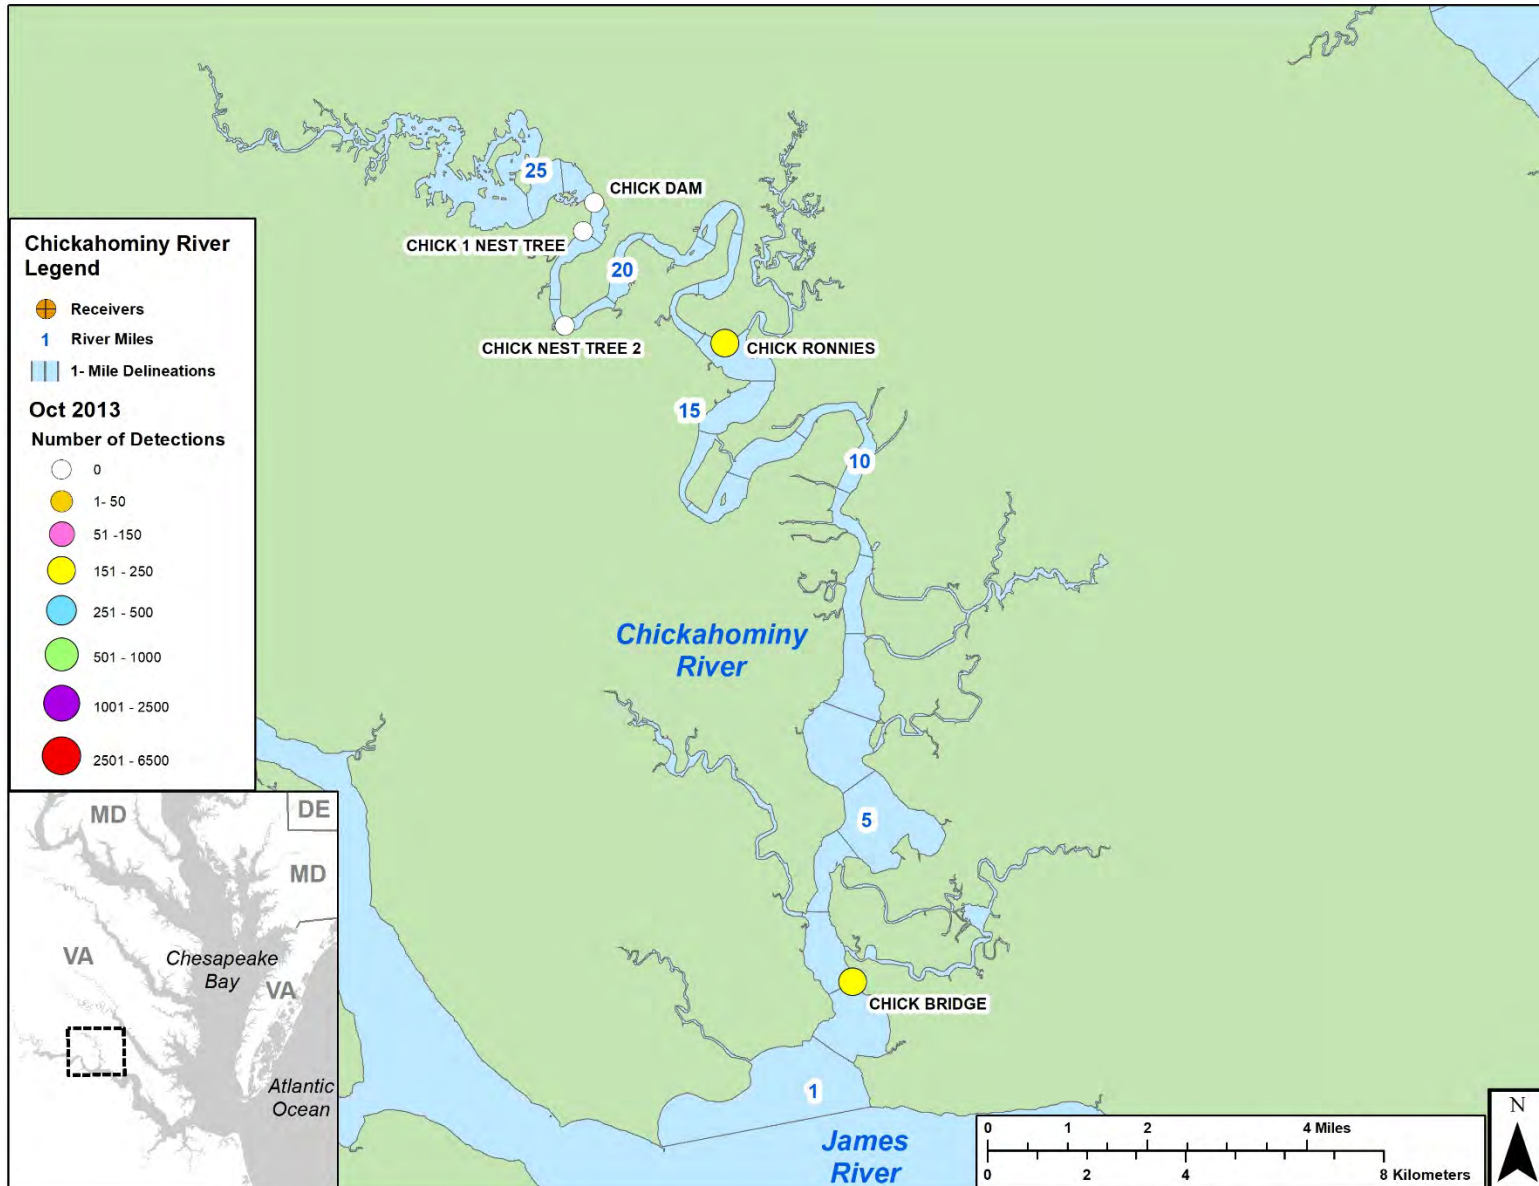 25
CHICK DAM
CHICK 1 NEST TREE
20
CHICK NEST TREE 2
CHICK RONNIES
15
10
Chickahominy
River
5
CHICK BRIDGE
1
James
River
Chickahominy River
Legend
Receivers
1 River Miles
1- Mile Delineations
Oct 2013
Number of Detections
0
1- 50
51 -150
151 - 250
251 - 500
501 - 1000
1001 - 2500
2501 - 6500
MD
DE
MD
VA
Chesapeake
Bay
VA
Atlantic
Ocean
0 1 2 4 Miles
0 2 4 8 Kilometers
N